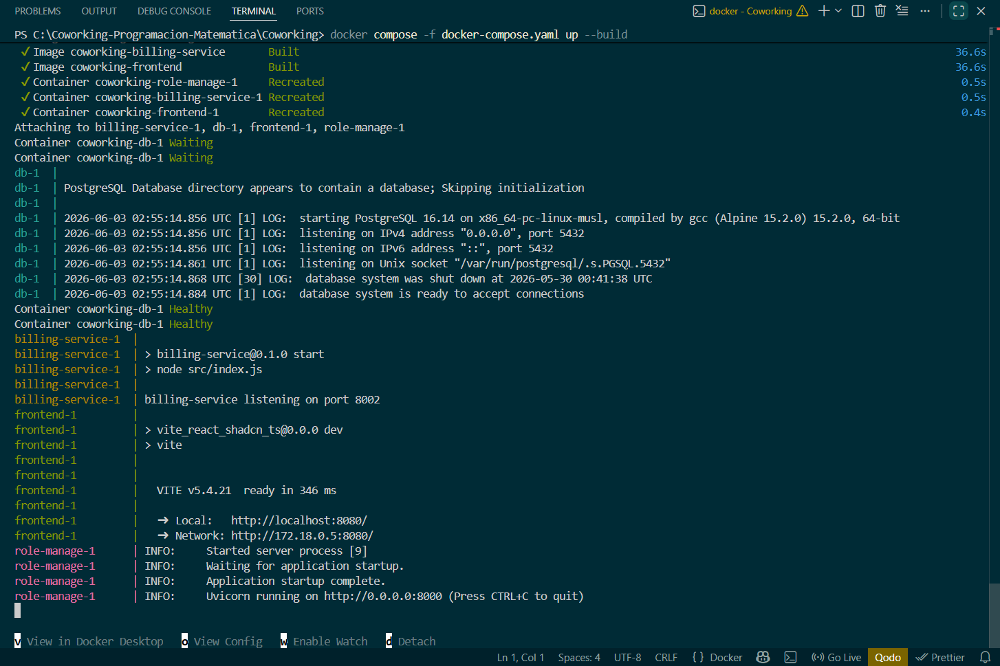 PROBLEMS OUTPUT DEBUG CONSOLE TERMINAL PORTS docker - Coworking
PS C:\Coworking-Programacion-Matematica\Coworking> docker compose -f docker-compose.yaml up --build
✓ Image coworking-billing-service Built 36.6s
✓ Image coworking-frontend Built 36.6s
✓ Container coworking-role-manage-1 Recreated 0.5s
✓ Container coworking-billing-service-1 Recreated 0.5s
✓ Container coworking-frontend-1 Recreated 0.4s
Attaching to billing-service-1, db-1, frontend-1, role-manage-1
Container coworking-db-1 Waiting
Container coworking-db-1 Waiting
db-1 |
db-1 | PostgreSQL Database directory appears to contain a database; Skipping initialization
db-1 |
db-1 | 2026-06-03 02:55:14.856 UTC [1] LOG: starting PostgreSQL 16.14 on x86_64-pc-linux-musl, compiled by gcc (Alpine 15.2.0) 15.2.0, 64-bit
db-1 | 2026-06-03 02:55:14.856 UTC [1] LOG: listening on IPv4 address "0.0.0.0", port 5432
db-1 | 2026-06-03 02:55:14.856 UTC [1] LOG: listening on IPv6 address "::", port 5432
db-1 | 2026-06-03 02:55:14.861 UTC [1] LOG: listening on Unix socket "/var/run/postgresql/.s.PGSQL.5432"
db-1 | 2026-06-03 02:55:14.868 UTC [30] LOG: database system was shut down at 2026-05-30 00:41:38 UTC
db-1 | 2026-06-03 02:55:14.884 UTC [1] LOG: database system is ready to accept connections
Container coworking-db-1 Healthy
Container coworking-db-1 Healthy
billing-service-1 |
billing-service-1 | > billing-service@0.1.0 start
billing-service-1 | > node src/index.js
billing-service-1 |
billing-service-1 | billing-service listening on port 8002
frontend-1 |
frontend-1 | > vite_react_shadcn_ts@0.0.0 dev
frontend-1 | > vite
frontend-1 |
frontend-1 |
frontend-1 | VITE v5.4.21 ready in 346 ms
frontend-1 |
frontend-1 | ➜ Local: http://localhost:8080/
frontend-1 | ➜ Network: http://172.18.0.5:8080/
role-manage-1 | INFO: Started server process [9]
role-manage-1 | INFO: Waiting for application startup.
role-manage-1 | INFO: Application startup complete.
role-manage-1 | INFO: Uvicorn running on http://0.0.0.0:8000 (Press CTRL+C to quit)
v View in Docker Desktop o View Config w Enable Watch d Detach
Ln 1, Col 1 Spaces: 4 UTF-8 CRLF { } Docker Go Live Qodo Prettier